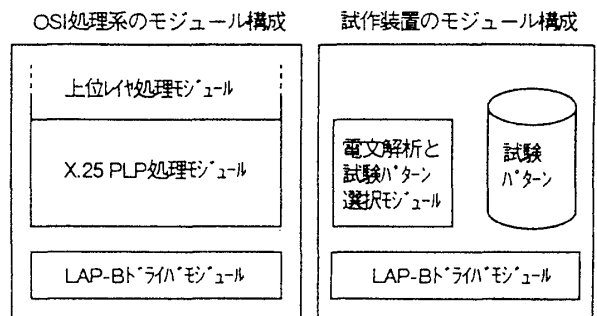 OSI処理系のモジュール構成
試作装置のモジュール構成
上位ﾚｲﾔ処理ﾓｼﾞｭｰﾙ
X.25 PLP処理ﾓｼﾞｭｰﾙ
LAP-Bﾄﾞﾗｲﾊﾞﾓｼﾞｭｰﾙ
電文解析と
試験ﾊﾟﾀｰﾝ
選択ﾓｼﾞｭｰﾙ
試験
ﾊﾟﾀｰﾝ
LAP-Bﾄﾞﾗｲﾊﾞﾓｼﾞｭｰﾙ